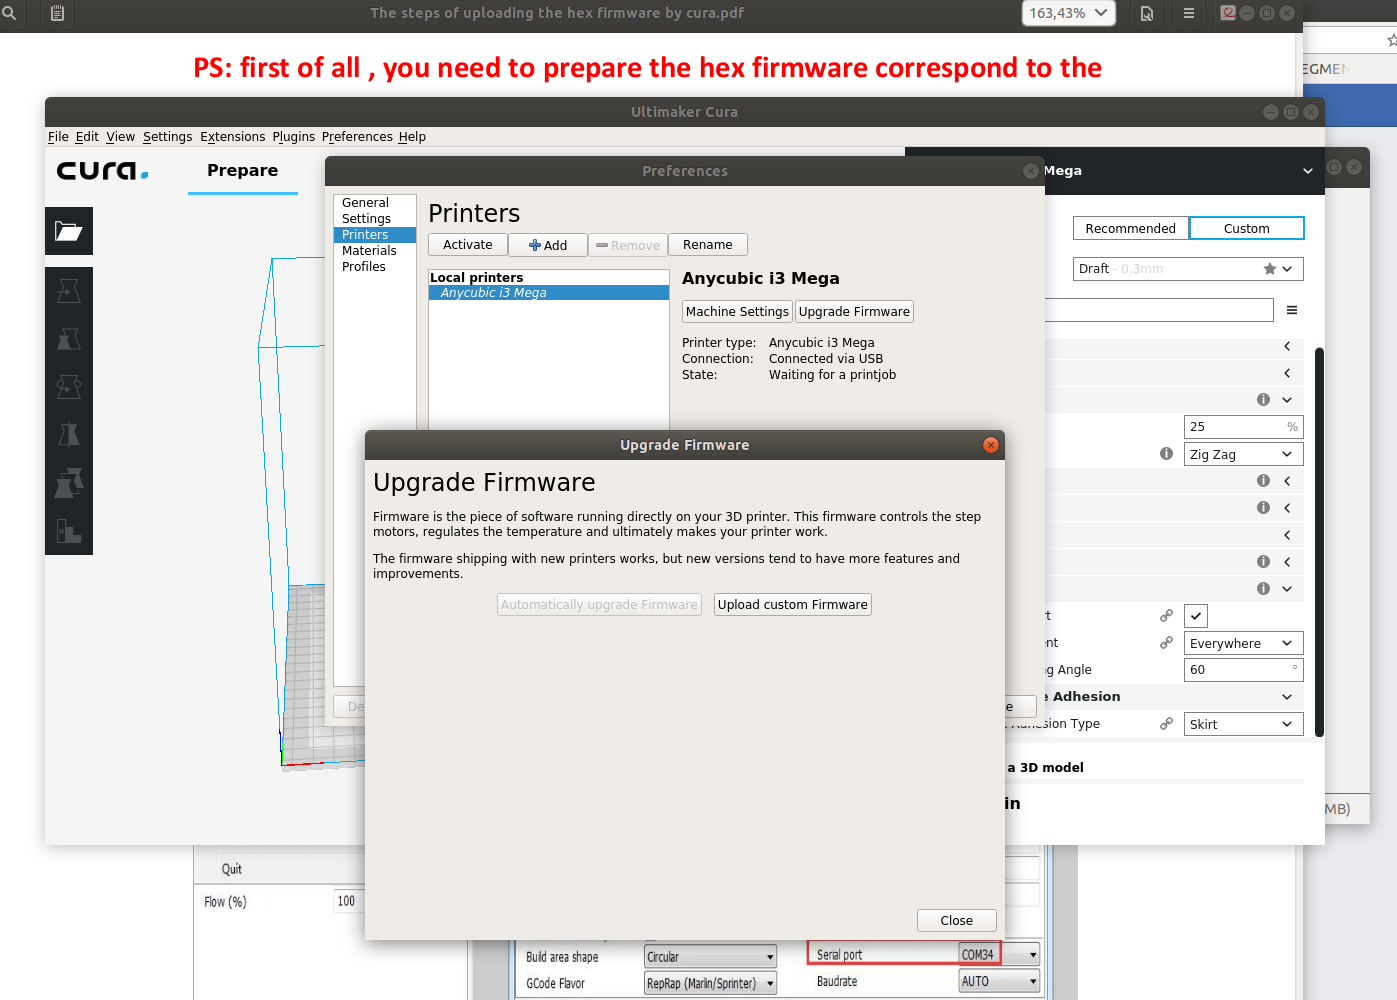 The steps of uploading the hex firmware by cura.pdf
163,43%
PS: first of all , you need to prepare the hex firmware correspond to the
EGMEN
Ultimaker Cura
File Edit View Settings Extensions Plugins Preferences Help
cura.
Prepare
Preferences
Mega
General
Settings
Printers
Materials
Profiles
Printers
Activate
Add
Remove
Rename
Local printers
Anycubic i3 Mega
Anycubic i3 Mega
Machine Settings
Upgrade Firmware
Printer type: Anycubic i3 Mega
Connection: Connected via USB
State: Waiting for a printjob
Recommended
Custom
Draft - 0.3mm
25 %
Zig Zag
Upgrade Firmware
Upgrade Firmware
Firmware is the piece of software running directly on your 3D printer. This firmware controls the step
motors, regulates the temperature and ultimately makes your printer work.
The firmware shipping with new printers works, but new versions tend to have more features and
improvements.
Automatically upgrade Firmware
Upload custom Firmware
Close
De
e
t
nt
Everywhere
g Angle
60 °
e Adhesion
Adhesion Type
Skirt
a 3D model
in
MB)
Quit
Flow (%)
100
Build area shape
Circular
Serial port
COM34
GCode Flavor
RepRap (Marlin/Sprinter)
Baudrate
AUTO